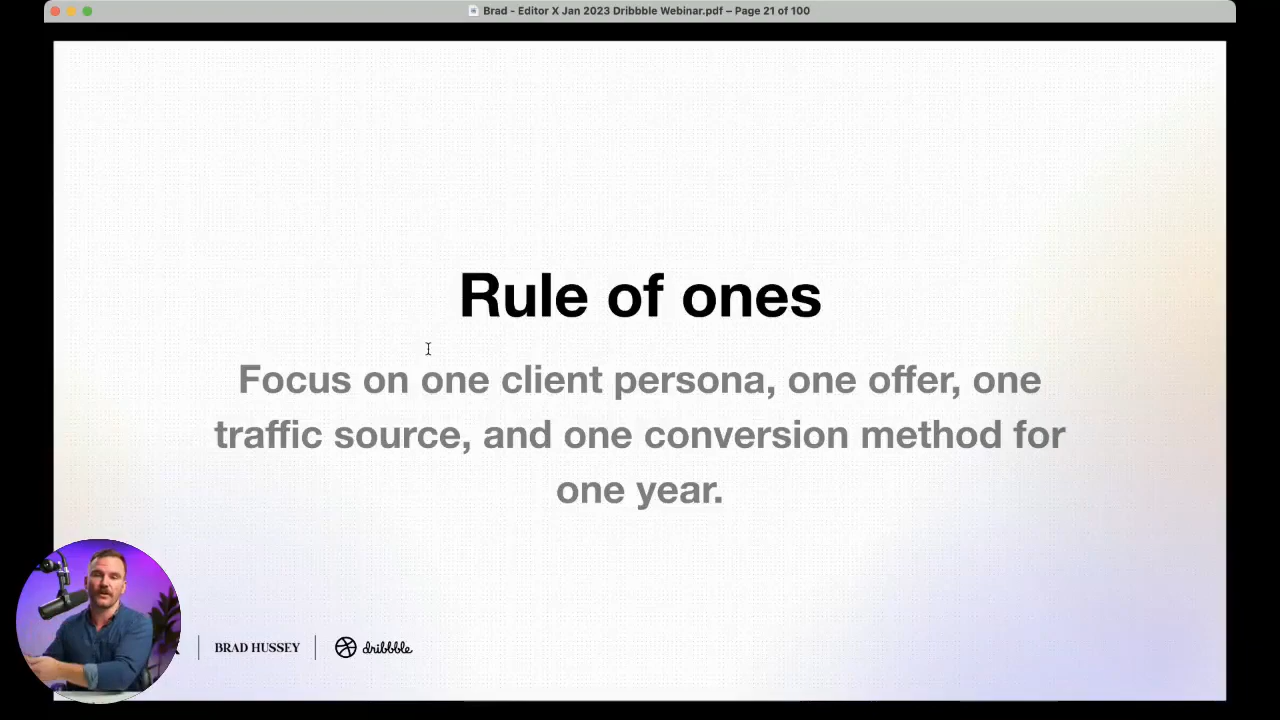 Brad - Editor X Jan 2023 Dribbble Webinar.pdf – Page 21 of 100
Rule of ones
Focus on one client persona, one offer, one
traffic source, and one conversion method for
one year.
BRAD HUSSEY
dribbble